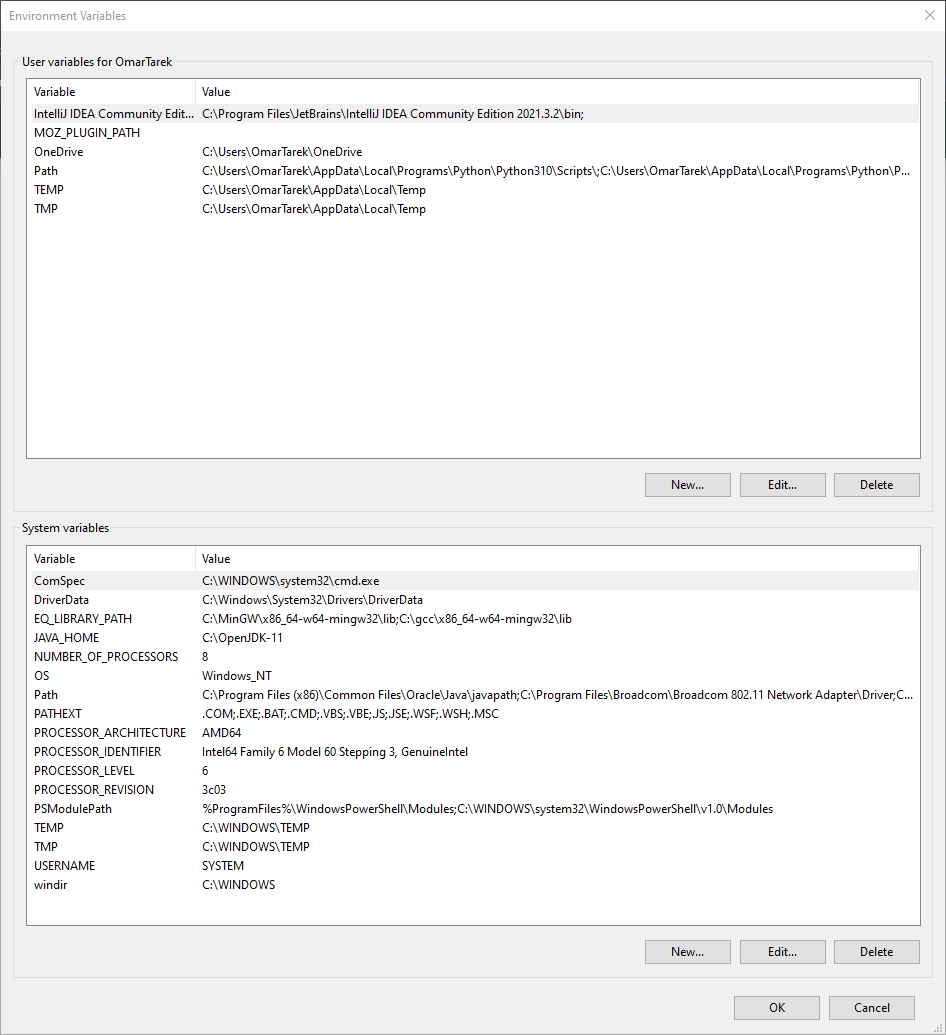 Environment Variables
User variables for OmarTarek
Variable Value
IntelliJ IDEA Community Edit... C:\Program Files\JetBrains\IntelliJ IDEA Community Edition 2021.3.2\bin;
MOZ_PLUGIN_PATH
OneDrive C:\Users\OmarTarek\OneDrive
Path C:\Users\OmarTarek\AppData\Local\Programs\Python\Python310\Scripts\;C:\Users\OmarTarek\AppData\Local\Programs\Python\P...
TEMP C:\Users\OmarTarek\AppData\Local\Temp
TMP C:\Users\OmarTarek\AppData\Local\Temp
New... Edit... Delete
System variables
Variable Value
ComSpec C:\WINDOWS\system32\cmd.exe
DriverData C:\Windows\System32\Drivers\DriverData
EQ_LIBRARY_PATH C:\MinGW\x86_64-w64-mingw32\lib;C:\gcc\x86_64-w64-mingw32\lib
JAVA_HOME C:\OpenJDK-11
NUMBER_OF_PROCESSORS 8
OS Windows_NT
Path C:\Program Files (x86)\Common Files\Oracle\Java\javapath;C:\Program Files\Broadcom\Broadcom 802.11 Network Adapter\Driver;C...
PATHEXT .COM;.EXE;.BAT;.CMD;.VBS;.VBE;.JS;.JSE;.WSF;.WSH;.MSC
PROCESSOR_ARCHITECTURE AMD64
PROCESSOR_IDENTIFIER Intel64 Family 6 Model 60 Stepping 3, GenuineIntel
PROCESSOR_LEVEL 6
PROCESSOR_REVISION 3c03
PSModulePath %ProgramFiles%\WindowsPowerShell\Modules;C:\WINDOWS\system32\WindowsPowerShell\v1.0\Modules
TEMP C:\WINDOWS\TEMP
TMP C:\WINDOWS\TEMP
USERNAME SYSTEM
windir C:\WINDOWS
New... Edit... Delete
OK Cancel